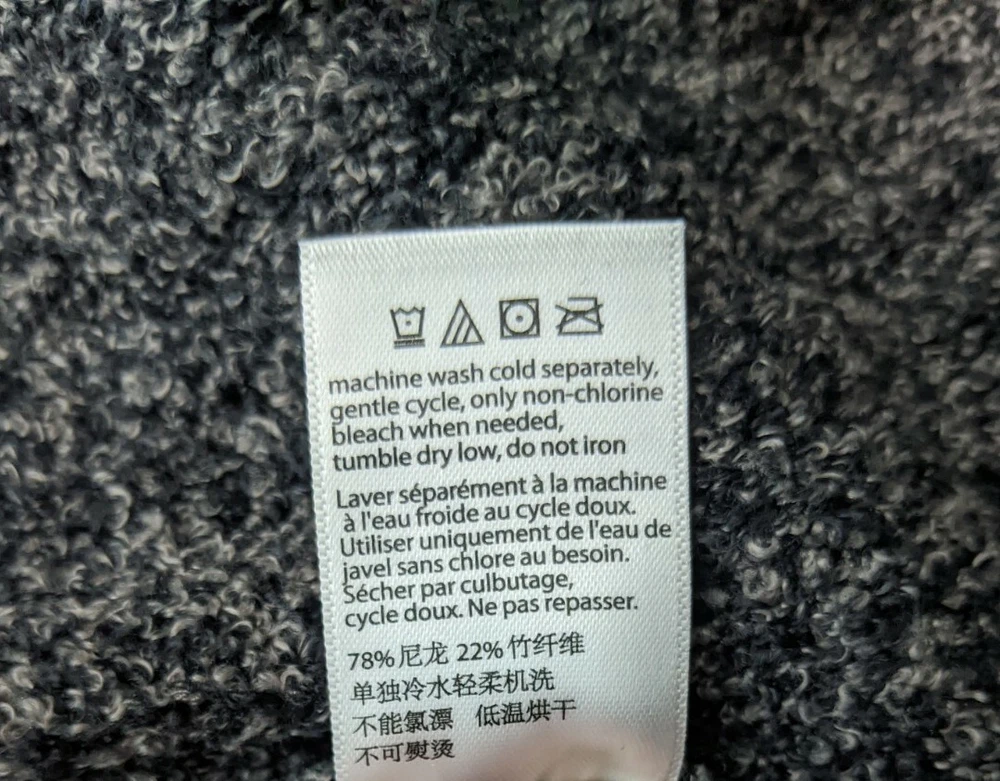 machine wash cold separately,
gentle cycle, only non-chlorine
bleach when needed,
tumble dry low, do not iron
Laver séparément à la machine
à l'eau froide au cycle doux.
Utiliser uniquement de l'eau de
javel sans chlore au besoin.
Sécher par culbutage,
cycle doux. Ne pas repasser.
78%尼龙 22%竹纤维
单独冷水轻柔机洗
不能氯漂 低温烘干
不可熨烫